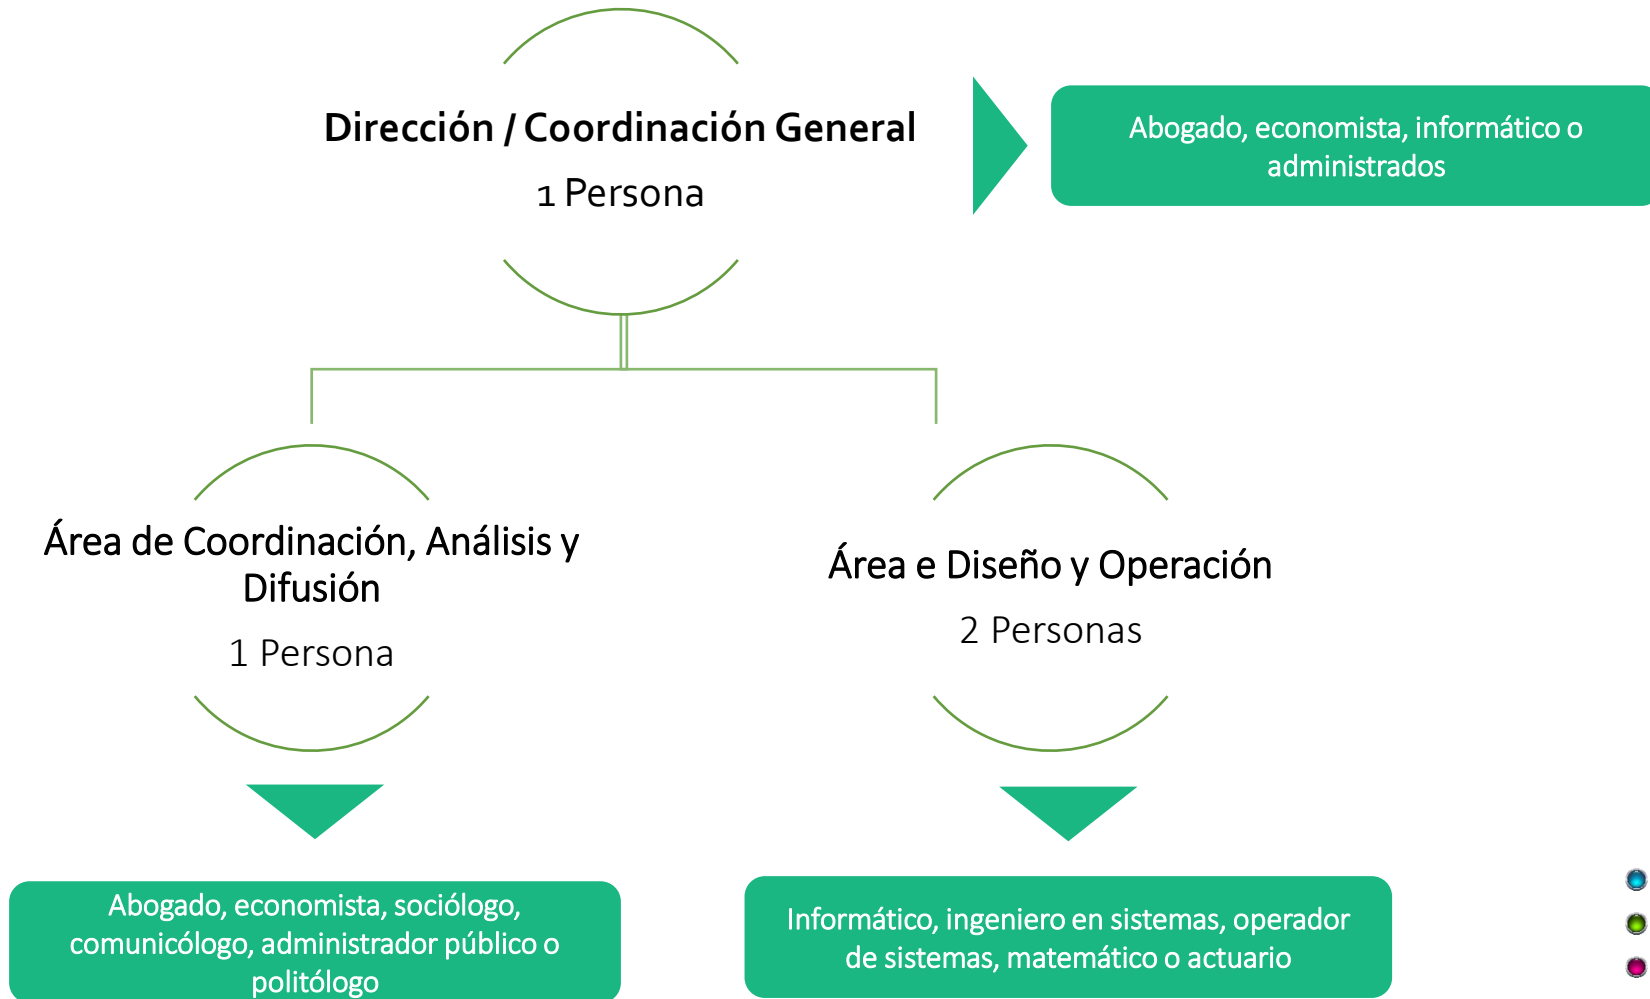 Dirección / Coordinación General
1 Persona
Abogado, economista, informático o
administrados
Área de Coordinación, Análisis y
Difusión
1 Persona
Área e Diseño y Operación
2 Personas
Abogado, economista, sociólogo,
comunicólogo, administrador público o
politólogo
Informático, ingeniero en sistemas, operador
de sistemas, matemático o actuario